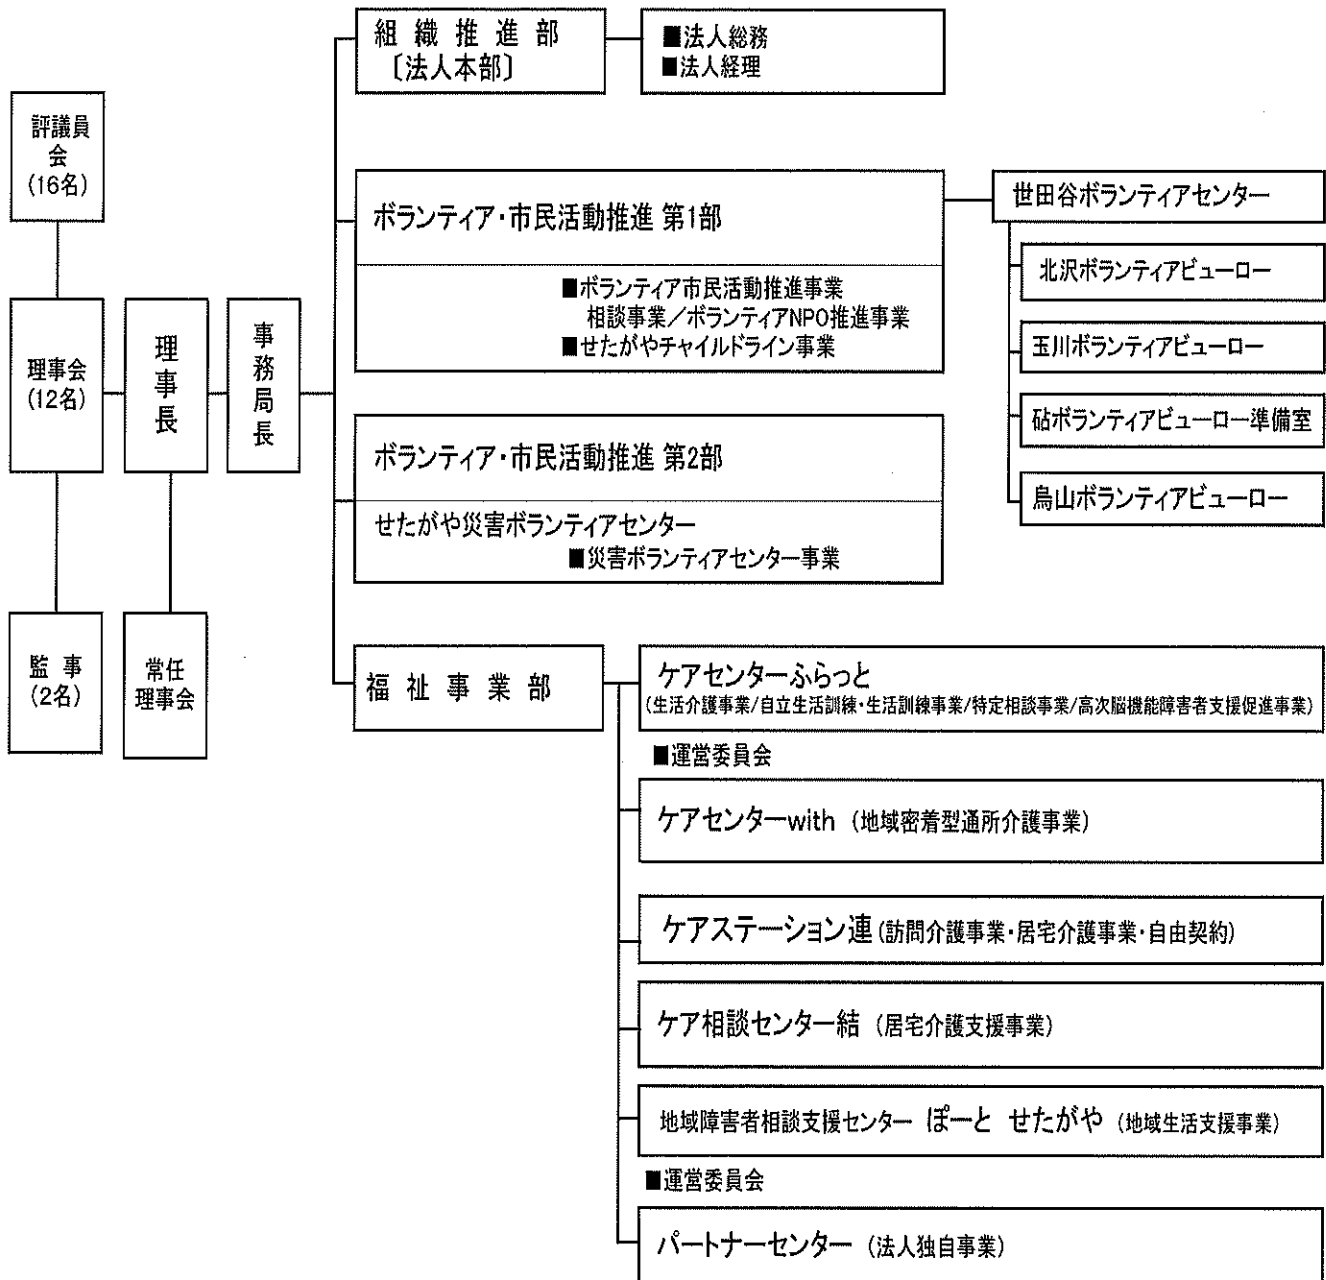 評議員
会
(16名)
理事会
(12名)
監 事
(2名)
理事長
常任
理事会
事務局長
組 織 推 進 部
〔法人本部〕
■法人総務
■法人経理
ボランティア・市民活動推進 第1部
■ボランティア市民活動推進事業
相談事業／ボランティアNPO推進事業
■せたがやチャイルドライン事業
世田谷ボランティアセンター
北沢ボランティアビューロー
玉川ボランティアビューロー
砧ボランティアビューロー準備室
烏山ボランティアビューロー
ボランティア・市民活動推進 第2部
せたがや災害ボランティアセンター
■災害ボランティアセンター事業
福 祉 事 業 部
ケアセンターふらっと
(生活介護事業/自立生活訓練・生活訓練事業/特定相談事業/高次脳機能障害者支援促進事業)
■運営委員会
ケアセンターwith (地域密着型通所介護事業)
ケアステーション連(訪問介護事業・居宅介護事業・自由契約)
ケア相談センター結 (居宅介護支援事業)
地域障害者相談支援センター ぽーと せたがや (地域生活支援事業)
■運営委員会
パートナーセンター (法人独自事業)